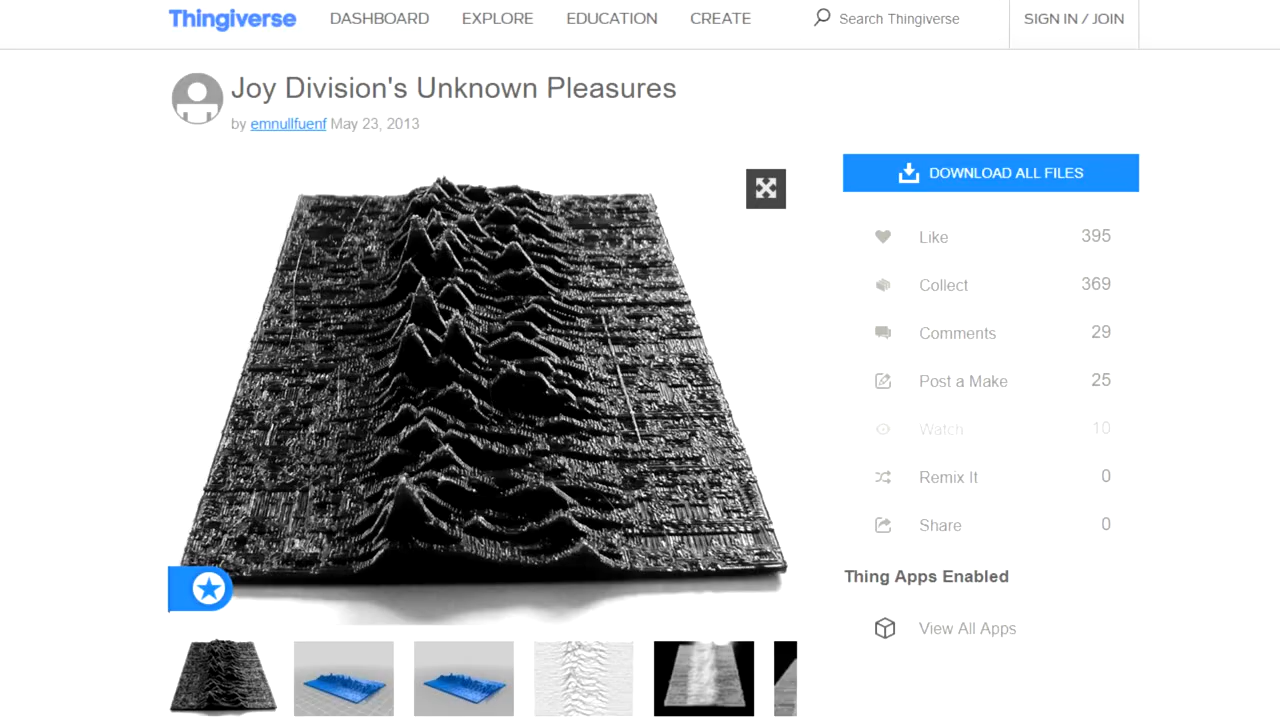 Thingiverse DASHBOARD EXPLORE EDUCATION CREATE Search Thingiverse SIGN IN / JOIN
Joy Division's Unknown Pleasures
by emnullfuenf May 23, 2013
DOWNLOAD ALL FILES
Like 395
Collect 369
Comments 29
Post a Make 25
Watch 10
Remix It 0
Share 0
Thing Apps Enabled
View All Apps